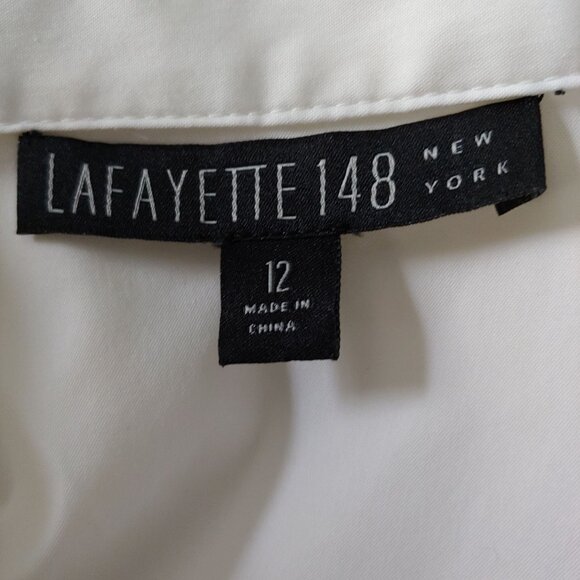 LAFAYETTE 148 NEW YORK
12
MADE IN
CHINA